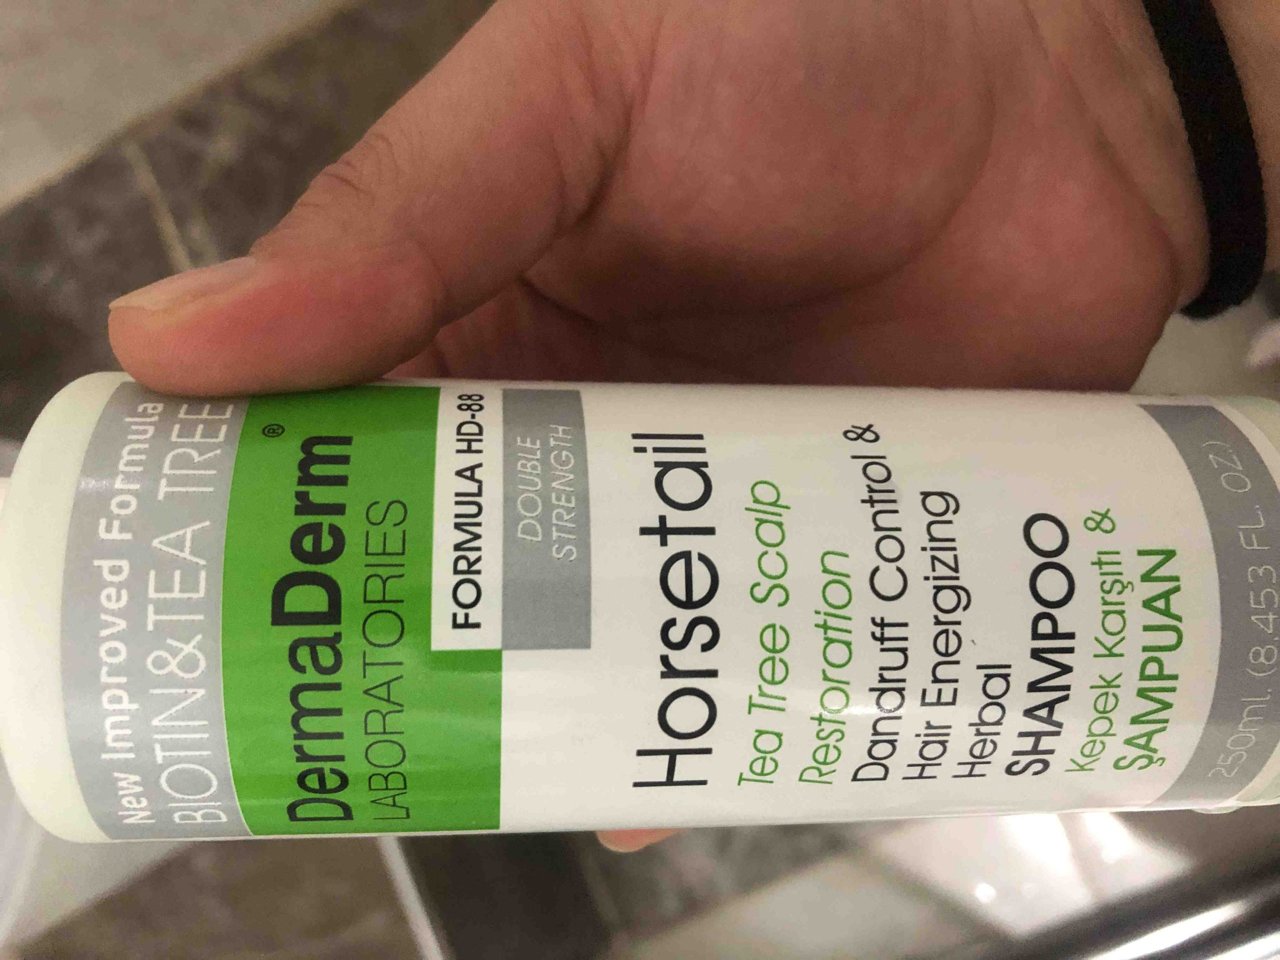 New Improved Formula
BIOTIN&TEA TREE
DermaDerm®
LABORATORIES
FORMULA HD-88
DOUBLE
STRENGTH
Horsetail
Tea Tree Scalp
Restoration
Dandruff Control &
Hair Energizing
Herbal
SHAMPOO
Kepek Karşıtı &
ŞAMPUAN
250ml. (8.453 FL. OZ.)